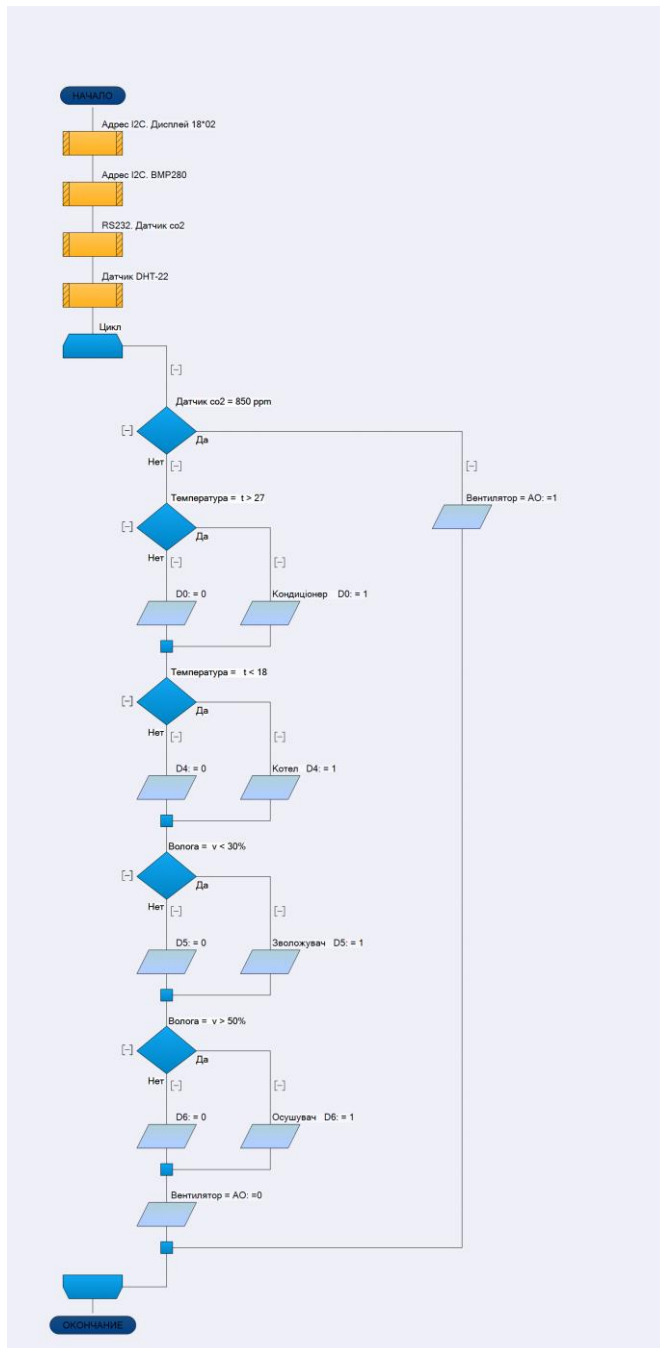 НАЧАЛО
Адрес I2C. Дисплей 18*02
Адрес I2C. BMP280
RS232. Датчик co2
Датчик DHT-22
Цикл
[-]
Датчик co2 = 850 ppm
[-]
Да
Нет
[-]
[-]
Температура = t > 27
Вентилятор = AO: =1
[-]
Да
Нет
[-]
[-]
D0: = 0
Кондиціонер D0: = 1
Температура = t < 18
[-]
Да
Нет
[-]
[-]
D4: = 0
Котел D4: = 1
Волога = v < 30%
[-]
Да
Нет
[-]
[-]
D5: = 0
Зволожувач D5: = 1
Волога = v > 50%
[-]
Да
Нет
[-]
[-]
D6: = 0
Осушувач D6: = 1
Вентилятор = AO: =0
ОКОНЧАНИЕ